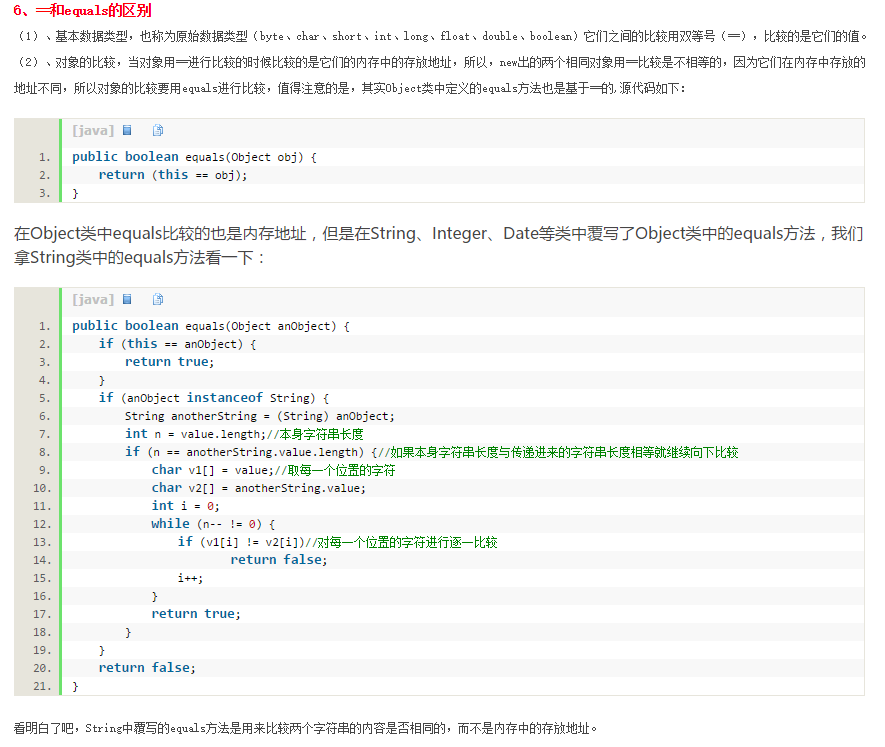 6、==和equals的区别
（1）、基本数据类型，也称为原始数据类型（byte、char、short、int、long、float、double、boolean）它们之间的比较用双等号（==），比较的是它们的值。
（2）、对象的比较，当对象用==进行比较的时候比较的是它们的内存中的存放地址，所以，new出的两个相同对象用==比较是不相等的，因为它们在内存中存放的
地址不同，所以对象的比较要用equals进行比较，值得注意的是，其实Object类中定义的equals方法也是基于==的，源代码如下：
[java]
1. public boolean equals(Object obj) {
2. return (this == obj);
3. }
在Object类中equals比较的也是内存地址，但是在String、Integer、Date等类中覆写了Object类中的equals方法，我们
拿String类中的equals方法看一下：
[java]
1. public boolean equals(Object anObject) {
2. if (this == anObject) {
3. return true;
4. }
5. if (anObject instanceof String) {
6. String anotherString = (String) anObject;
7. int n = value.length;//本身字符串长度
8. if (n == anotherString.value.length) {//如果本身字符串长度与传递进来的字符串长度相等就继续向下比较
9. char v1[] = value;//取每一个位置的字符
10. char v2[] = anotherString.value;
11. int i = 0;
12. while (n-- != 0) {
13. if (v1[i] != v2[i])//对每一个位置的字符进行逐一比较
14. return false;
15. i++;
16. }
17. return true;
18. }
19. }
20. return false;
21. }
看明白了吧，String中覆写的equals方法是用来比较两个字符串的内容是否相同的，而不是内存中的存放地址。